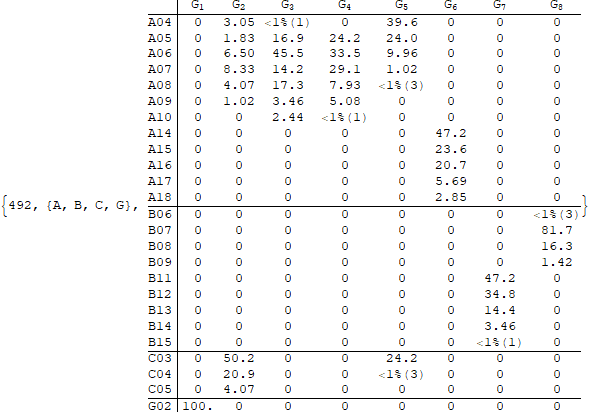 G1 G2 G3 G4 G5 G6 G7 G8
A04 0 3.05 <1%(1) 0 39.6 0 0 0
A05 0 1.83 16.9 24.2 24.0 0 0 0
A06 0 6.50 45.5 33.5 9.96 0 0 0
A07 0 8.33 14.2 29.1 1.02 0 0 0
A08 0 4.07 17.3 7.93 <1%(3) 0 0 0
A09 0 1.02 3.46 5.08 0 0 0 0
A10 0 0 2.44 <1%(1) 0 0 0 0
A14 0 0 0 0 0 47.2 0 0
A15 0 0 0 0 0 23.6 0 0
A16 0 0 0 0 0 20.7 0 0
A17 0 0 0 0 0 5.69 0 0
A18 0 0 0 0 0 2.85 0 0
{492, {A, B, C, G}, }
B06 0 0 0 0 0 0 0 <1%(3)
B07 0 0 0 0 0 0 0 81.7
B08 0 0 0 0 0 0 0 16.3
B09 0 0 0 0 0 0 0 1.42
B11 0 0 0 0 0 0 47.2 0
B12 0 0 0 0 0 0 34.8 0
B13 0 0 0 0 0 0 14.4 0
B14 0 0 0 0 0 0 3.46 0
B15 0 0 0 0 0 0 <1%(1) 0
C03 0 50.2 0 0 24.2 0 0 0
C04 0 20.9 0 0 <1%(3) 0 0 0
C05 0 4.07 0 0 0 0 0 0
G02 100. 0 0 0 0 0 0 0